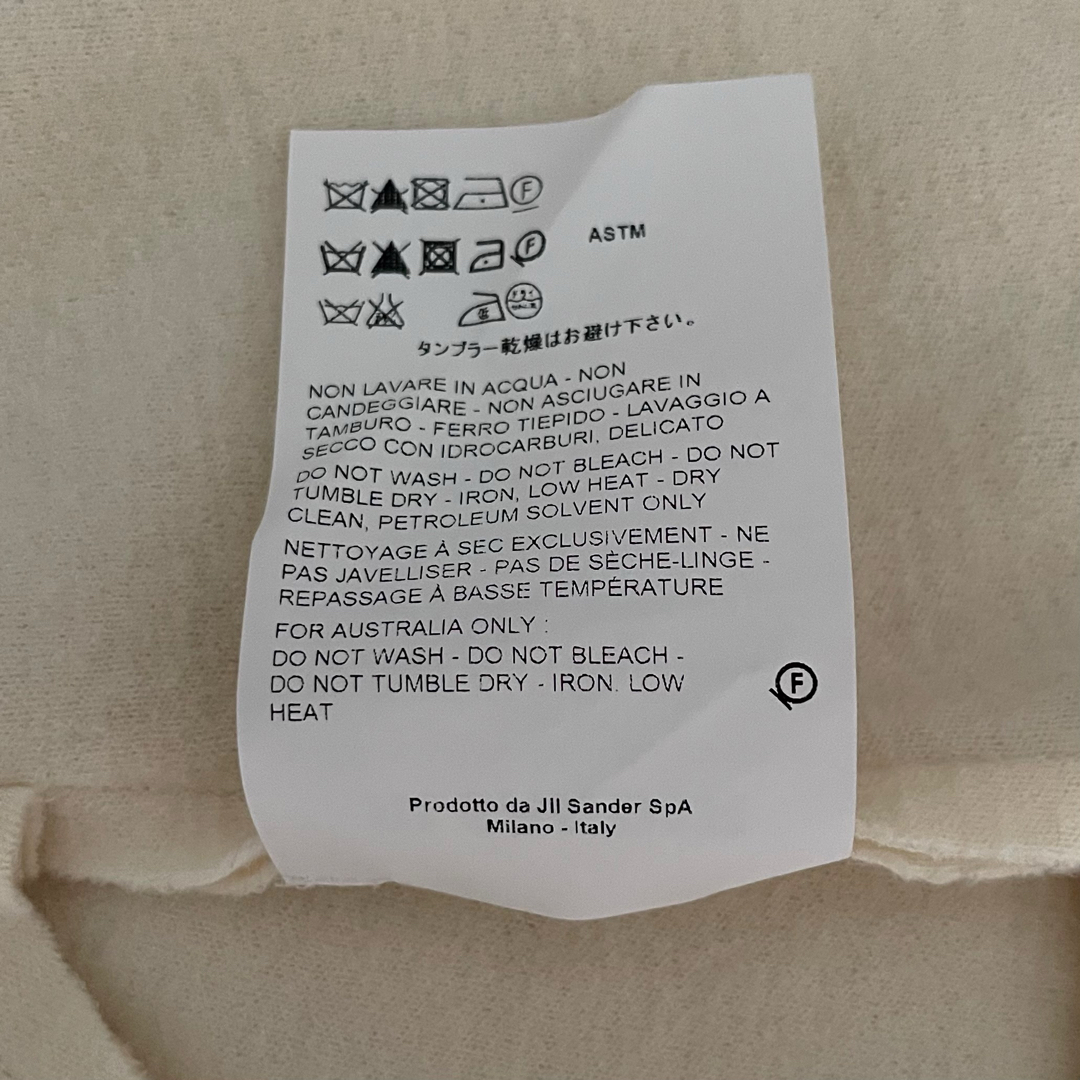 F
F ASTM
タンブラー乾燥はお避け下さい。
NON LAVARE IN ACQUA - NON
CANDEGGIARE - NON ASCIUGARE IN
TAMBURO - FERRO TIEPIDO - LAVAGGIO A
SECCO CON IDROCARBURI, DELICATO
DO NOT WASH - DO NOT BLEACH - DO NOT
TUMBLE DRY - IRON, LOW HEAT - DRY
CLEAN, PETROLEUM SOLVENT ONLY
NETTOYAGE À SEC EXCLUSIVEMENT - NE
PAS JAVELLISER - PAS DE SÈCHE-LINGE -
REPASSAGE À BASSE TEMPÉRATURE
FOR AUSTRALIA ONLY :
DO NOT WASH - DO NOT BLEACH -
DO NOT TUMBLE DRY - IRON. LOW
HEAT
F
Prodotto da JIl Sander SpA
Milano - Italy